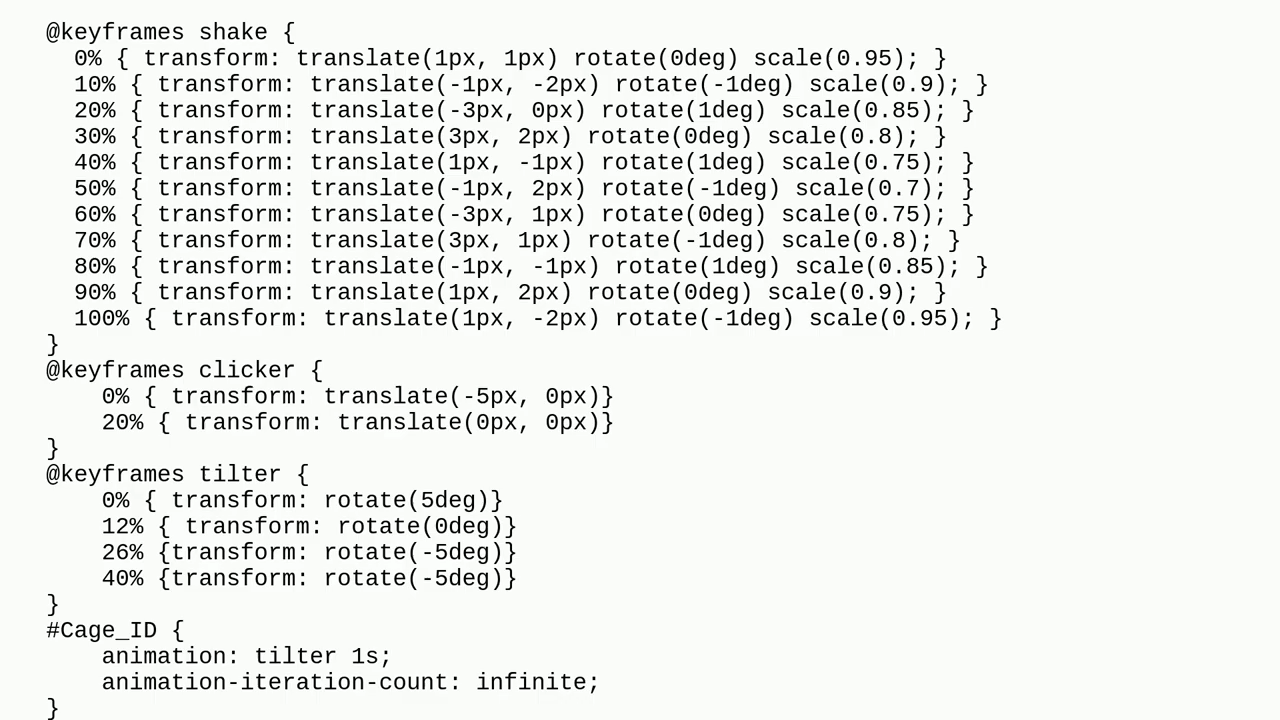 @keyframes shake {
  0% { transform: translate(1px, 1px) rotate(0deg) scale(0.95); }
  10% { transform: translate(-1px, -2px) rotate(-1deg) scale(0.9); }
  20% { transform: translate(-3px, 0px) rotate(1deg) scale(0.85); }
  30% { transform: translate(3px, 2px) rotate(0deg) scale(0.8); }
  40% { transform: translate(1px, -1px) rotate(1deg) scale(0.75); }
  50% { transform: translate(-1px, 2px) rotate(-1deg) scale(0.7); }
  60% { transform: translate(-3px, 1px) rotate(0deg) scale(0.75); }
  70% { transform: translate(3px, 1px) rotate(-1deg) scale(0.8); }
  80% { transform: translate(-1px, -1px) rotate(1deg) scale(0.85); }
  90% { transform: translate(1px, 2px) rotate(0deg) scale(0.9); }
  100% { transform: translate(1px, -2px) rotate(-1deg) scale(0.95); }
}
@keyframes clicker {
    0% { transform: translate(-5px, 0px)}
    20% { transform: translate(0px, 0px)}
}
@keyframes tilter {
    0% { transform: rotate(5deg)}
    12% { transform: rotate(0deg)}
    26% {transform: rotate(-5deg)}
    40% {transform: rotate(-5deg)}
}
#Cage_ID {
    animation: tilter 1s;
    animation-iteration-count: infinite;
}